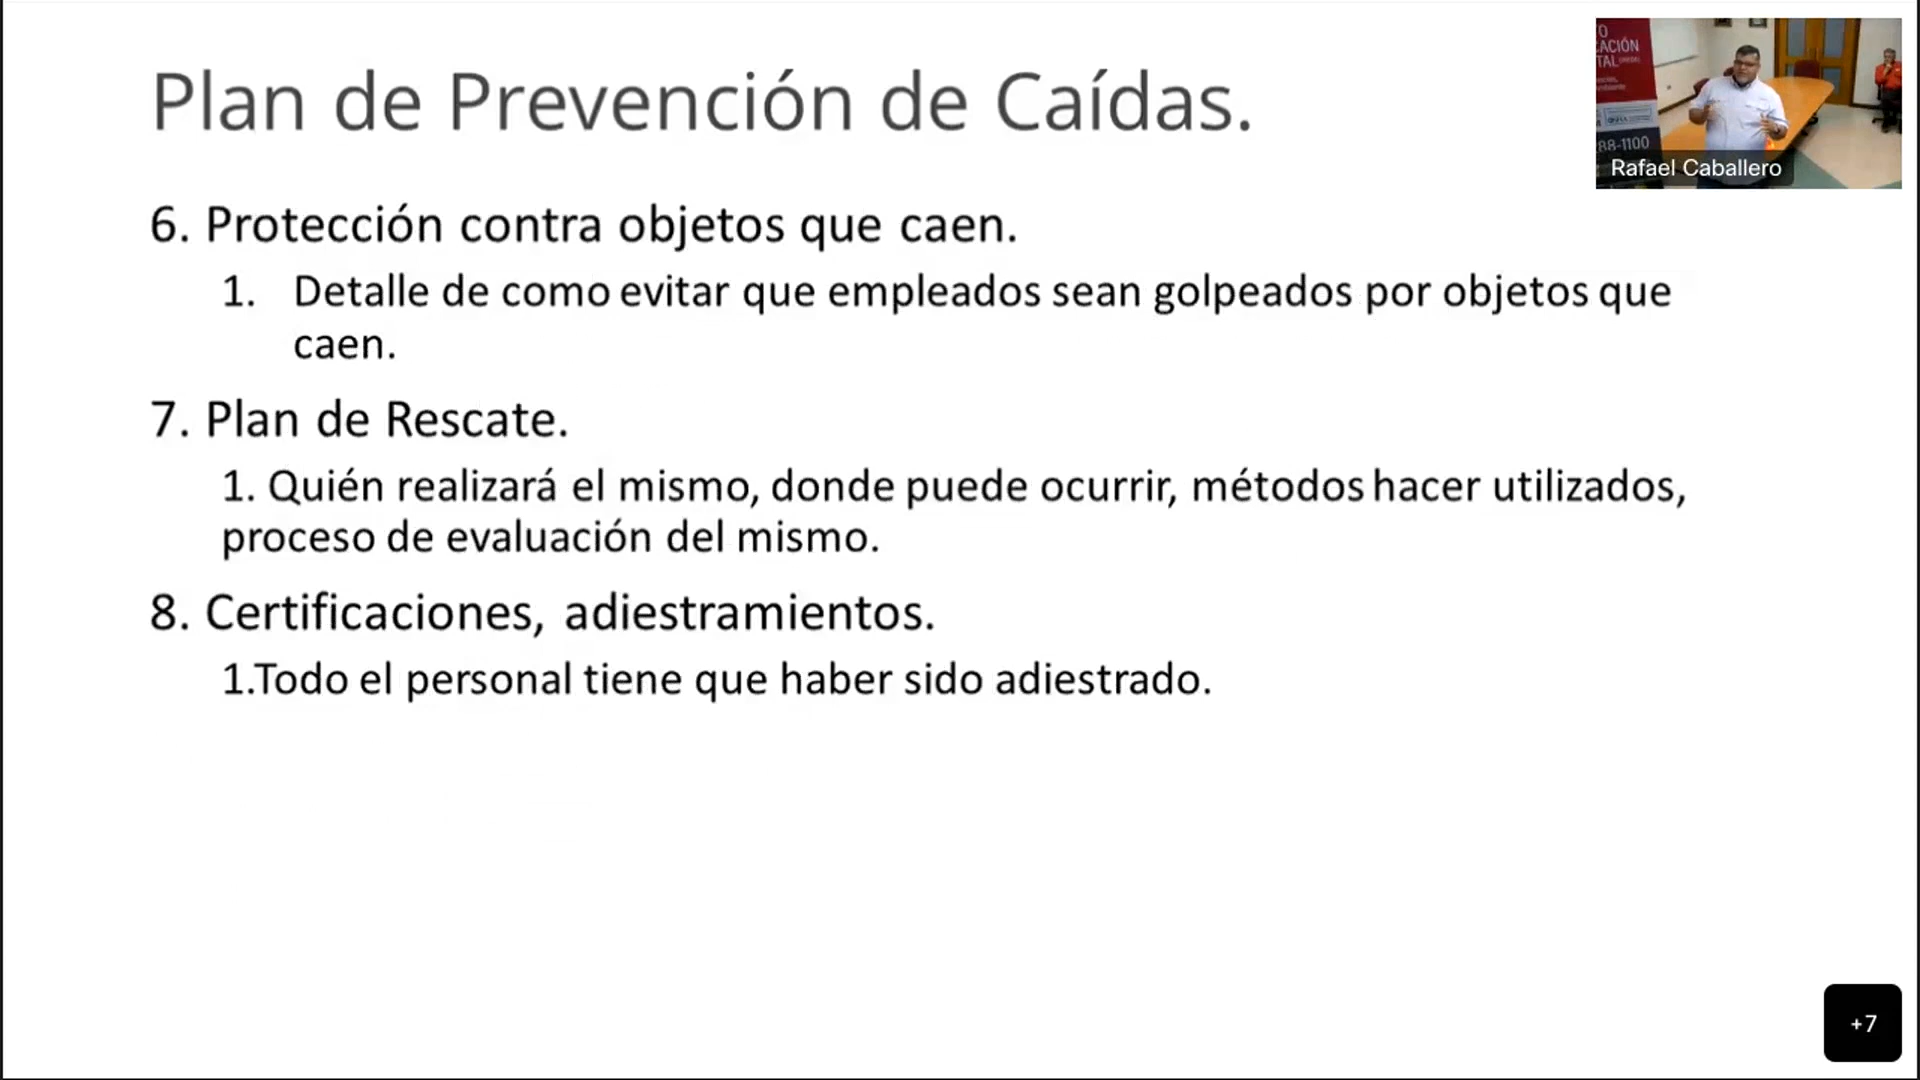 Plan de Prevención de Caídas.
6. Protección contra objetos que caen.
1. Detalle de como evitar que empleados sean golpeados por objetos que
caen.
7. Plan de Rescate.
1. Quién realizará el mismo, donde puede ocurrir, métodos hacer utilizados,
proceso de evaluación del mismo.
8. Certificaciones, adiestramientos.
1.Todo el personal tiene que haber sido adiestrado.
O
ACIÓN
TAL
88-1100
Rafael Caballero
+7